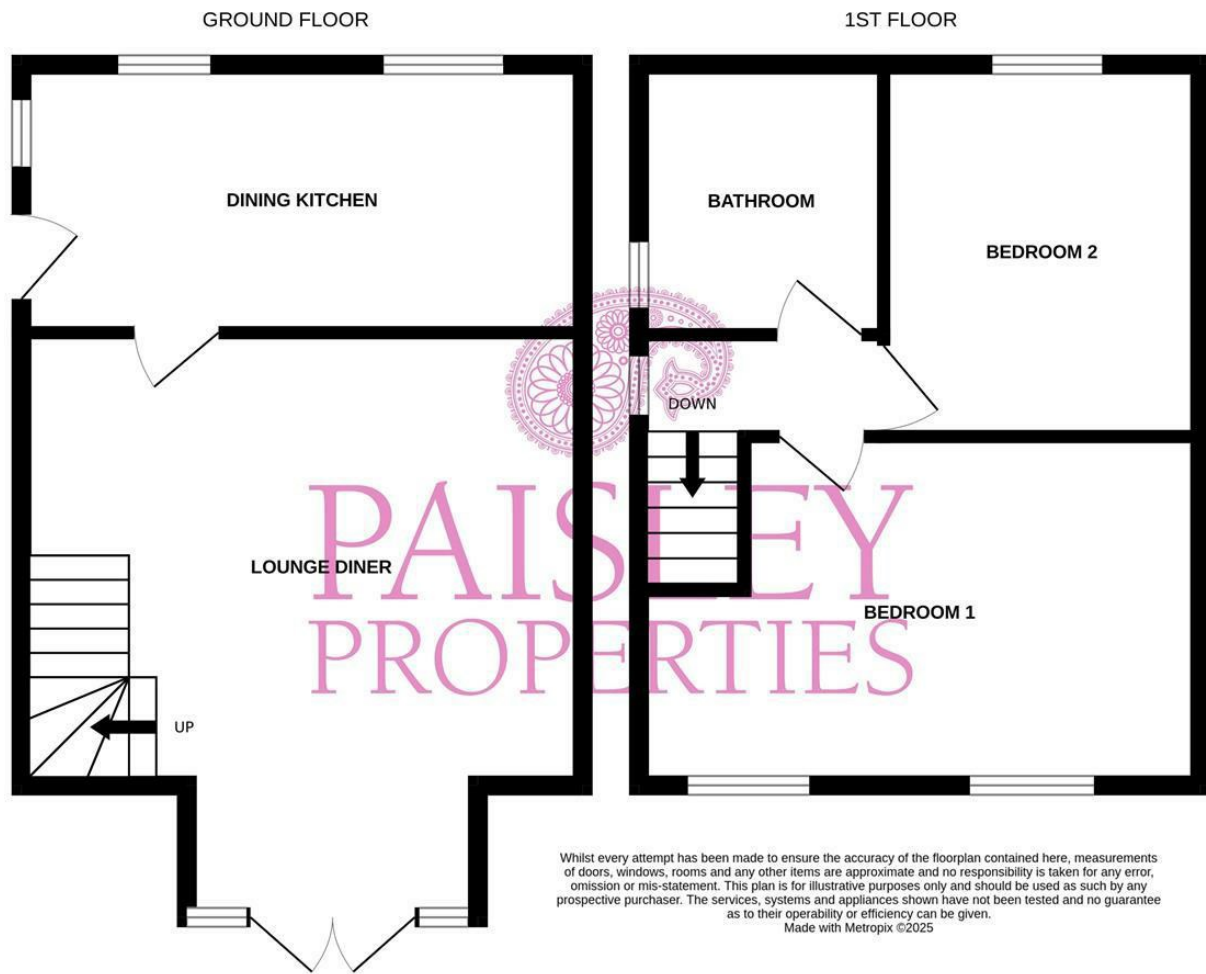 GROUND FLOOR
1ST FLOOR
DINING KITCHEN
BATHROOM
BEDROOM 2
DOWN
PAISLEY
PROPERTIES
LOUNGE DINER
BEDROOM 1
UP
Whilst every attempt has been made to ensure the accuracy of the floorplan contained here, measurements
of doors, windows, rooms and any other items are approximate and no responsibility is taken for any error,
omission or mis-statement. This plan is for illustrative purposes only and should be used as such by any
prospective purchaser. The services, systems and appliances shown have not been tested and no guarantee
as to their operability or efficiency can be given.
Made with Metropix ©2025